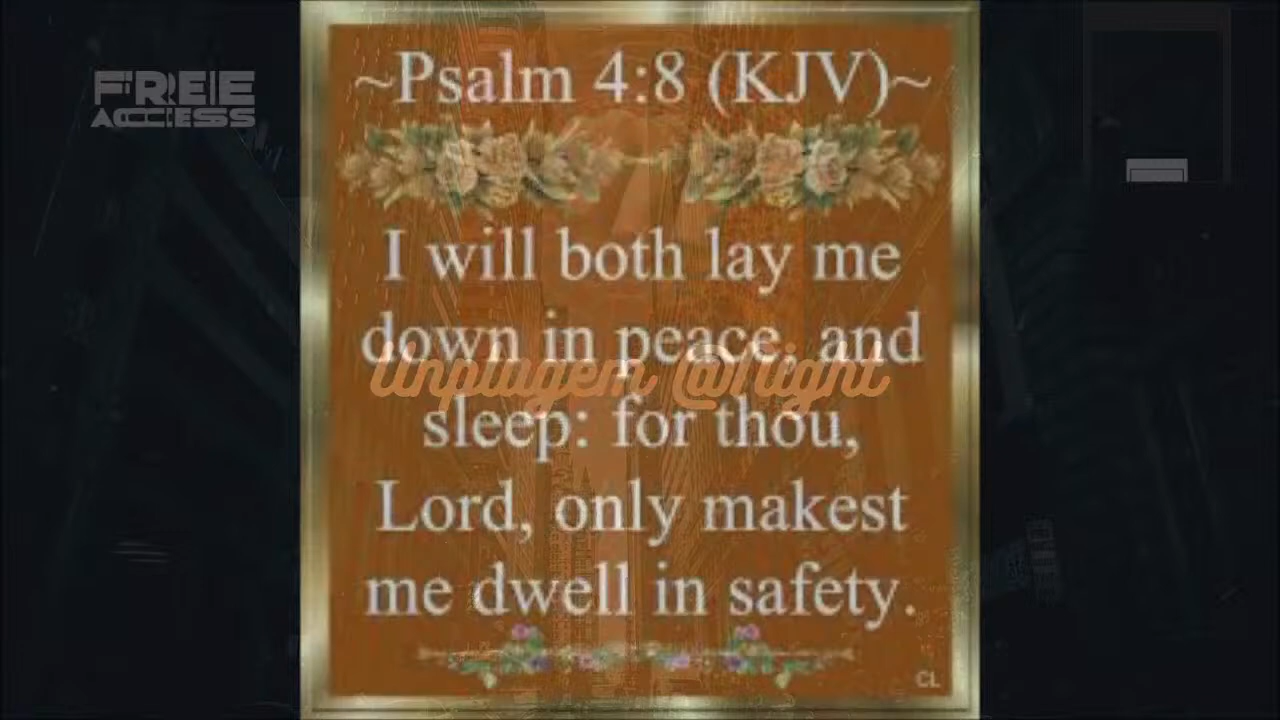 FREE
ACCESS
~Psalm 4:8 (KJV)~
I will both lay me
down in peace, and
Unplugem @Night
sleep: for thou,
Lord, only makest
me dwell in safety.
CL